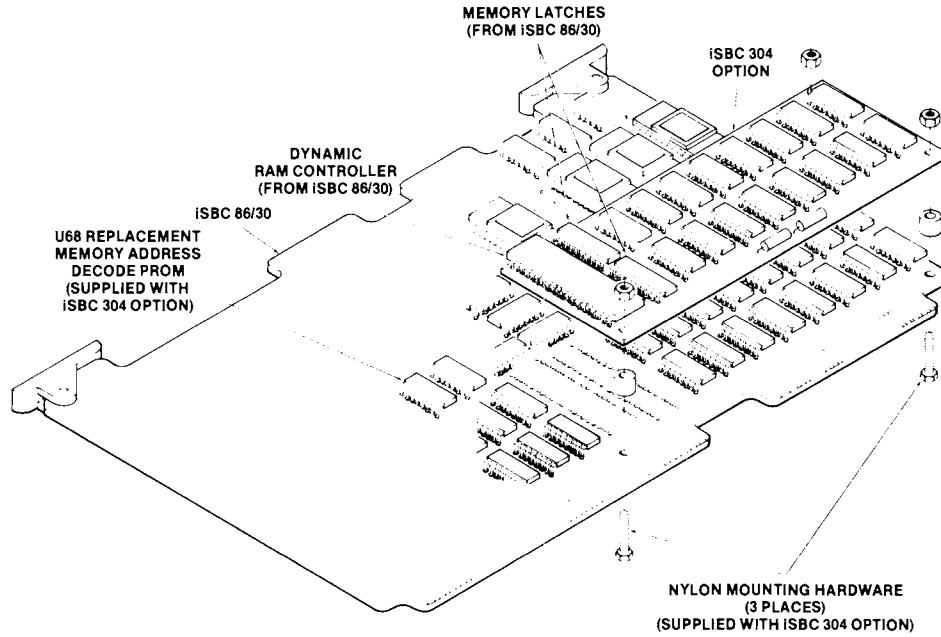 MEMORY LATCHES
(FROM iSBC 86/30)
iSBC 304
OPTION
DYNAMIC
RAM CONTROLLER
(FROM iSBC 86/30)
iSBC 86/30
U68 REPLACEMENT
MEMORY ADDRESS
DECODE PROM
(SUPPLIED WITH
iSBC 304 OPTION)
NYLON MOUNTING HARDWARE
(3 PLACES)
(SUPPLIED WITH iSBC 304 OPTION)